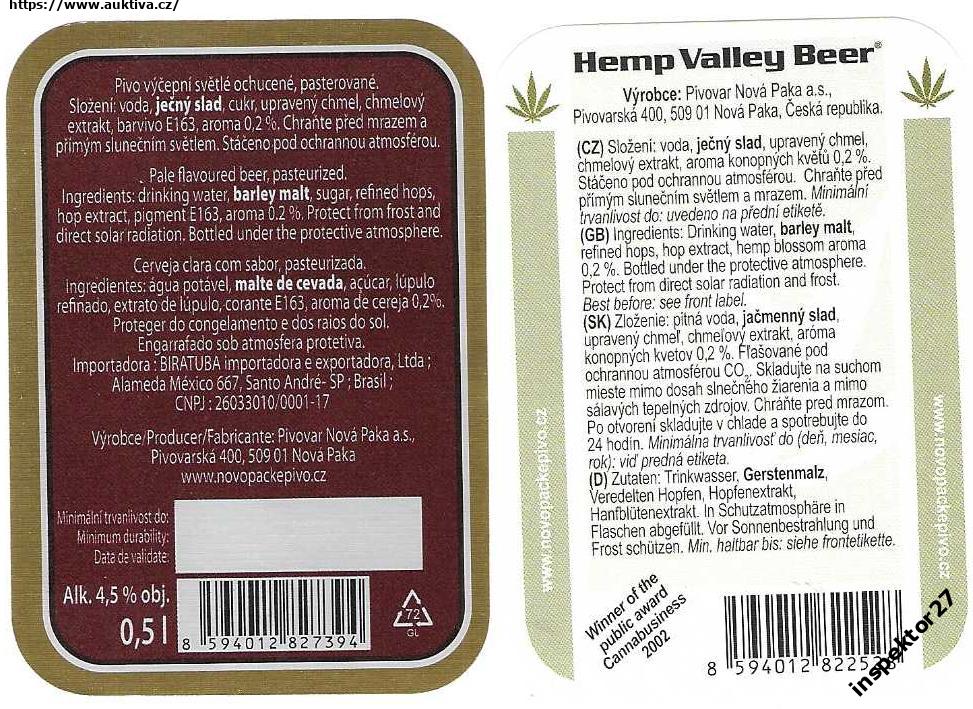 https://www.auktiva.cz/
Pivo výčepní světlé ochucené, pasterované.
Složení: voda, ječný slad, cukr, upravený chmel, chmelový
extrakt, barvivo E163, aroma 0,2 %. Chraňte před mrazem a
přímým slunečním světlem. Stáčeno pod ochrannou atmosférou.
Pale flavoured beer, pasteurized.
Ingredients: drinking water, barley malt, sugar, refined hops,
hop extract, pigment E163, aroma 0.2 %. Protect from frost and
direct solar radiation. Bottled under the protective atmosphere.
Cerveja clara com sabor, pasteurizada.
Ingredientes: água potável, malte de cevada, açúcar, lúpulo
refinado, extrato de lúpulo, corante E163, aroma de cereja 0,2%.
Proteger do congelamento e dos raios do sol.
Engarrafado sob atmosfera protetiva.
Importadora : BIRATUBA importadora e exportadora, Ltda ;
Alameda México 667, Santo André- SP ; Brasil ;
CNPJ : 26033010/0001-17
Výrobce/Producer/Fabricante: Pivovar Nová Paka a.s.,
Pivovarská 400, 509 01 Nová Paka
www.novopackepivo.cz
Minimální trvanlivost do:
Minimum durability:
Data de validate:
Alk. 4,5 % obj.
0,5 l
8 594012 827394
72
GL
Hemp Valley Beer®
Výrobce: Pivovar Nová Paka a.s.,
Pivovarská 400, 509 01 Nová Paka, Česká republika.
(CZ) Složení: voda, ječný slad, upravený chmel,
chmelový extrakt, aroma konopných květů 0,2 %.
Stáčeno pod ochrannou atmosférou. Chraňte před
přímým slunečním světlem a mrazem. Minimální
trvanlivost do: uvedeno na přední etiketě.
(GB) Ingredients: Drinking water, barley malt,
refined hops, hop extract, hemp blossom aroma
0,2 %. Bottled under the protective atmosphere.
Protect from direct solar radiation and frost.
Best before: see front label.
(SK) Zloženie: pitná voda, jačmenný slad,
upravený chmeľ, chmeľový extrakt, aróma
konopných kvetov 0,2 %. Fľašované pod
ochrannou atmosférou CO₂. Skladujte na suchom
mieste mimo dosah slnečného žiarenia a mimo
sálavých tepelných zdrojov. Chráňte pred mrazom.
Po otvorení skladujte v chlade a spotrebujte do
24 hodín. Minimálna trvanlivosť do (deň, mesiac,
rok): viď predná etiketa.
(D) Zutaten: Trinkwasser, Gerstenmalz,
Veredelten Hopfen, Hopfenextrakt,
Hanfblütenextrakt. In Schutzatmosphäre in
Flaschen abgefüllt. Vor Sonnenbestrahlung und
Frost schützen. Min. haltbar bis: siehe frontetikette.
www.novopackepivo.cz
www.novopackepivo.cz
Winner of the
public award
Cannabusiness
2002
8 594012 8225
inspektor27